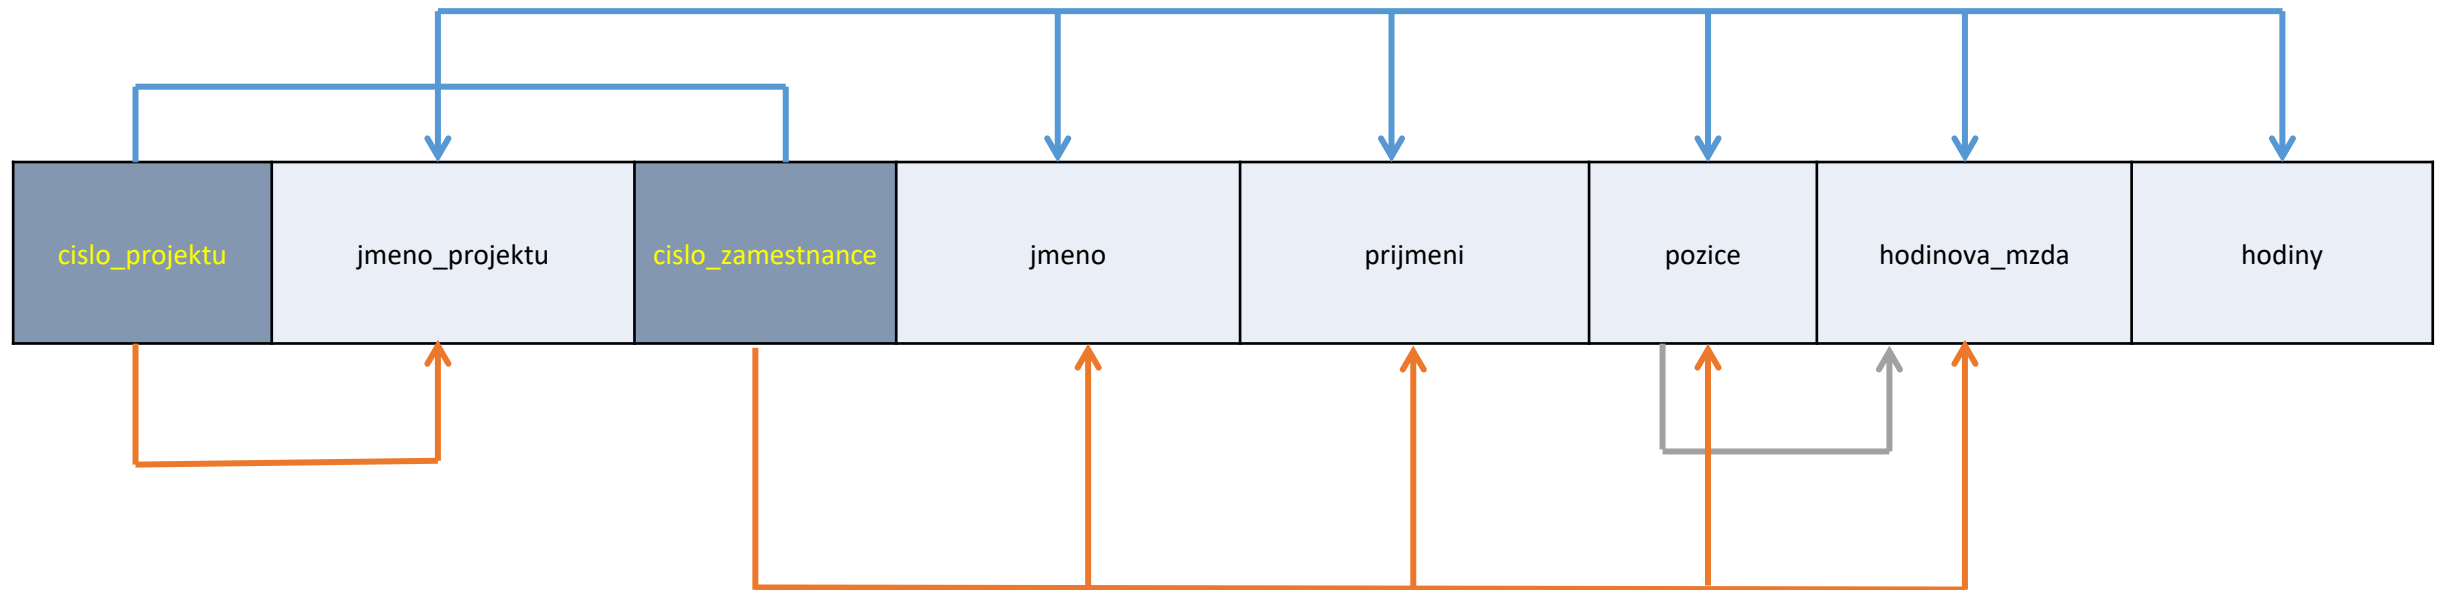 cislo_projektu
jmeno_projektu
cislo_zamestnance
jmeno
prijmeni
pozice
hodinova_mzda
hodiny